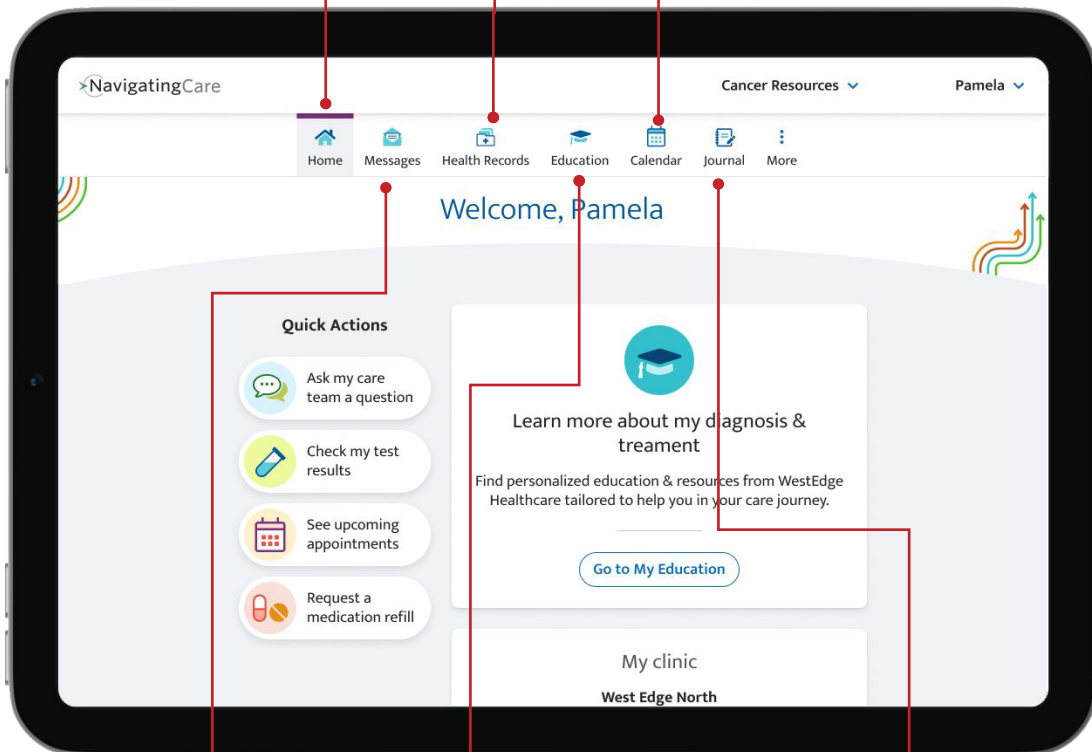 NavigatingCare
Cancer Resources
Pamela
Home
Messages
Health Records
Education
Calendar
Journal
More
Welcome, Pamela
Quick Actions
Ask my care
team a question
Check my test
results
See upcoming
appointments
Request a
medication refill
Learn more about my diagnosis &
treament
Find personalized education & resources from WestEdge
Healthcare tailored to help you in your care journey.
Go to My Education
My clinic
West Edge North